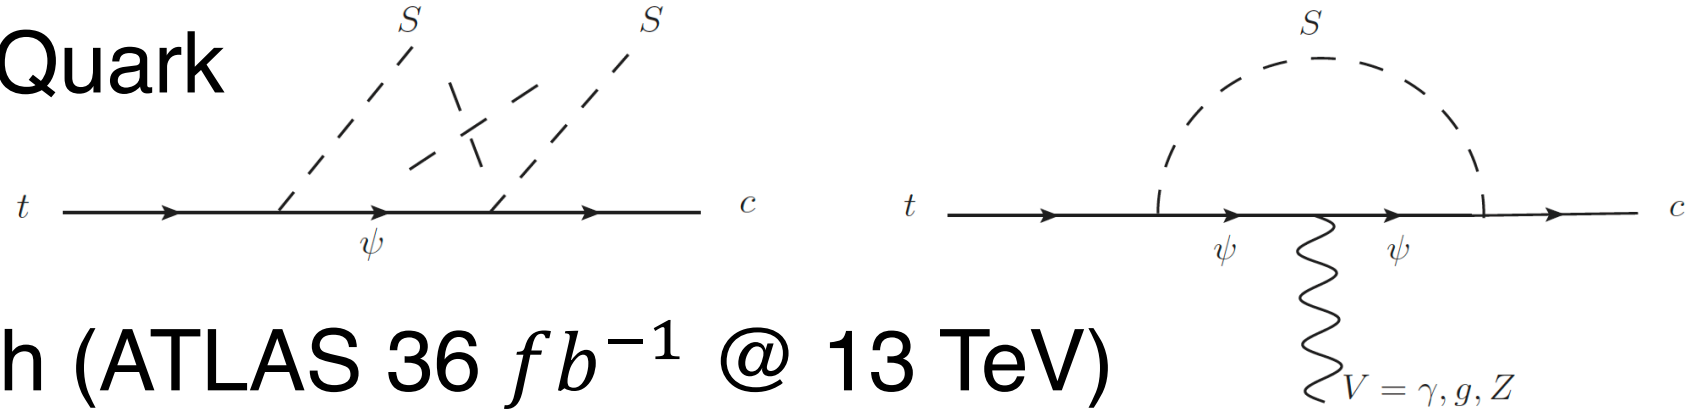 Quark
S
S
t
ψ
c
S
t
ψ
ψ
c
V = γ, g, Z
h (ATLAS 36 fb⁻¹ @ 13 TeV)